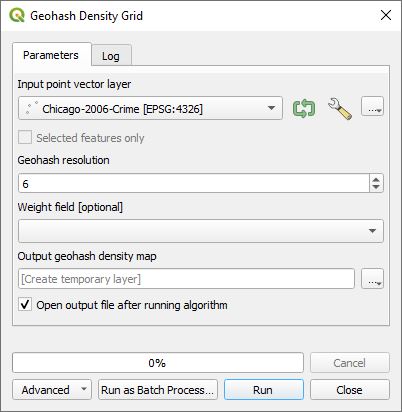 Geohash Density Grid
Parameters
Log
Input point vector layer
Chicago-2006-Crime [EPSG:4326]
...
Selected features only
Geohash resolution
6
Weight field [optional]
Output geohash density map
[Create temporary layer]
...
Open output file after running algorithm
0%
Cancel
Advanced
Run as Batch Process...
Run
Close